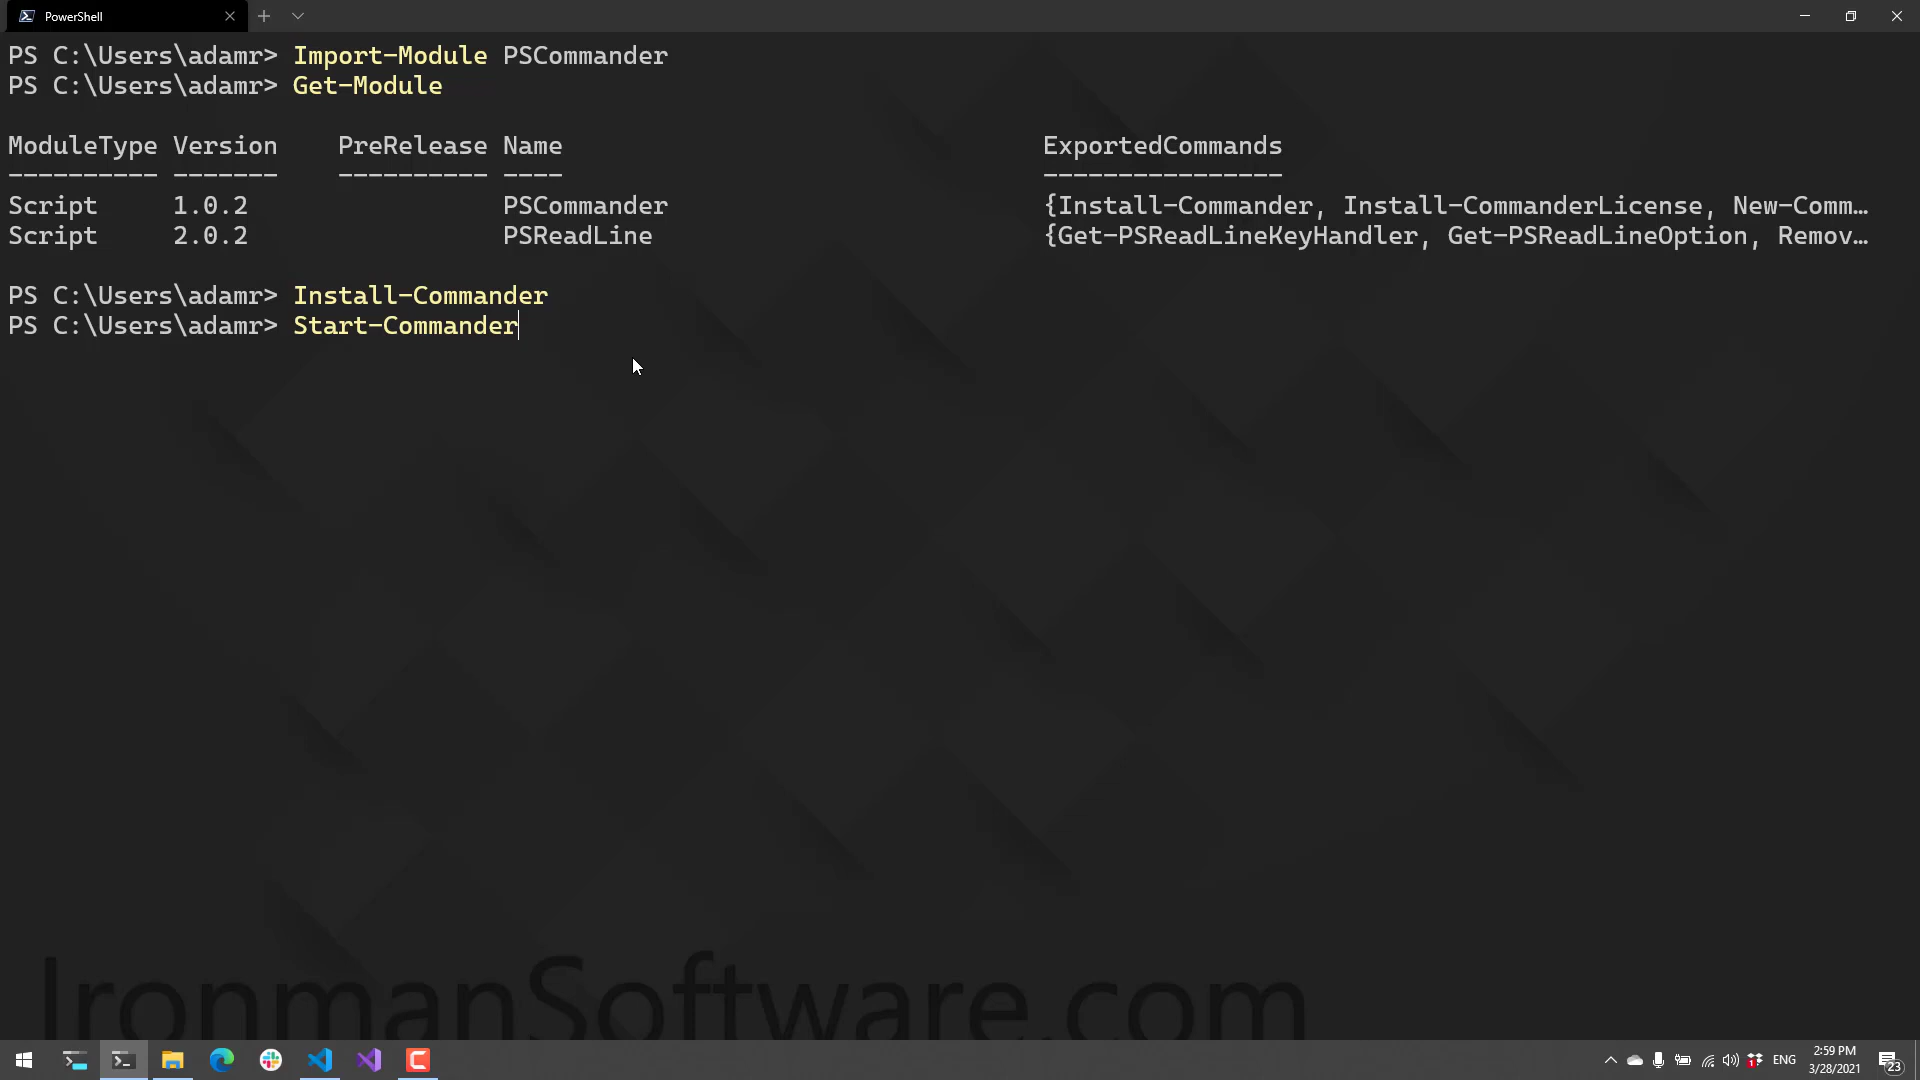 PowerShell
PS C:\Users\adamr> Import-Module PSCommander
PS C:\Users\adamr> Get-Module
ModuleType Version    PreRelease Name                                ExportedCommands
---------- -------    ---------- ----                                ----------------
Script     1.0.2                 PSCommander                         {Install-Commander, Install-CommanderLicense, New-Comm…
Script     2.0.2                 PSReadLine                          {Get-PSReadLineKeyHandler, Get-PSReadLineOption, Remov…
PS C:\Users\adamr> Install-Commander
PS C:\Users\adamr> Start-Commander
IronmanSoftware.com
ENG
2:59 PM
3/28/2021
23